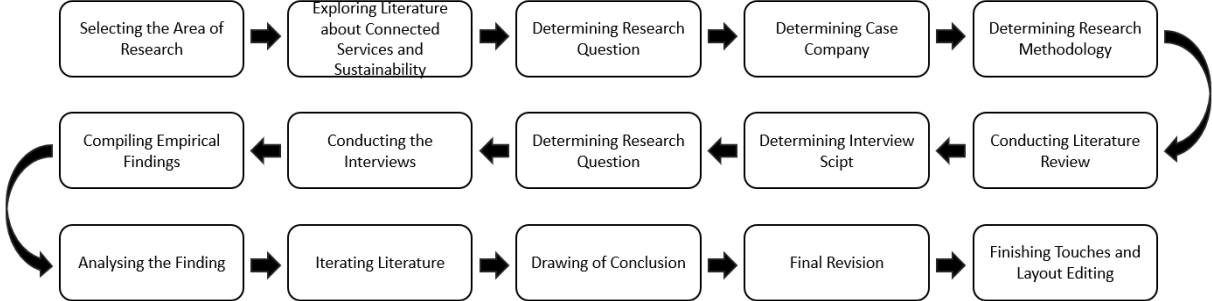 Selecting the Area of
Research
Exploring Literature
about Connected
Services and
Sustainability
Determining Research
Question
Determining Case
Company
Determining Research
Methodology
Conducting Literature
Review
Determining Interview
Scipt
Determining Research
Question
Conducting the
Interviews
Compiling Empirical
Findings
Analysing the Finding
Iterating Literature
Drawing of Conclusion
Final Revision
Finishing Touches and
Layout Editing